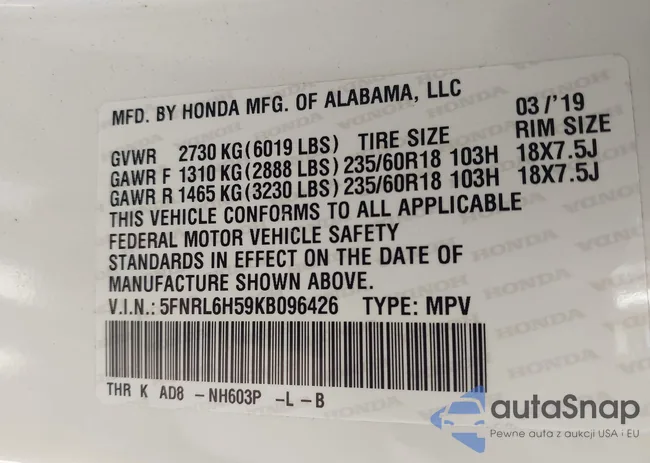 MFD. BY HONDA MFG. OF ALABAMA, LLC 03/'19
GVWR 2730 KG(6019 LBS) TIRE SIZE RIM SIZE
GAWR F 1310 KG(2888 LBS) 235/60R18 103H 18X7.5J
GAWR R 1465 KG(3230 LBS) 235/60R18 103H 18X7.5J
THIS VEHICLE CONFORMS TO ALL APPLICABLE
FEDERAL MOTOR VEHICLE SAFETY
STANDARDS IN EFFECT ON THE DATE OF
MANUFACTURE SHOWN ABOVE.
V.I.N.: 5FNRL6H59KB096426 TYPE: MPV
THR K AD8 -NH603P -L-B
autaSnap
Pewne auta z aukcji USA i EU